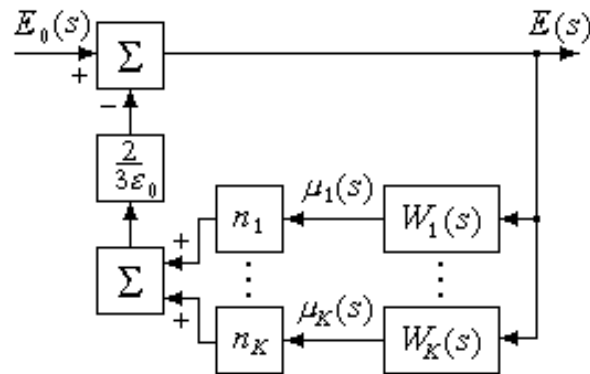 E₀(s) E(s)
+ Σ
−
2/3ε₀
n₁ μ₁(s) W₁(s)
+
Σ ⋮ ⋮
+
n_K μ_K(s) W_K(s)